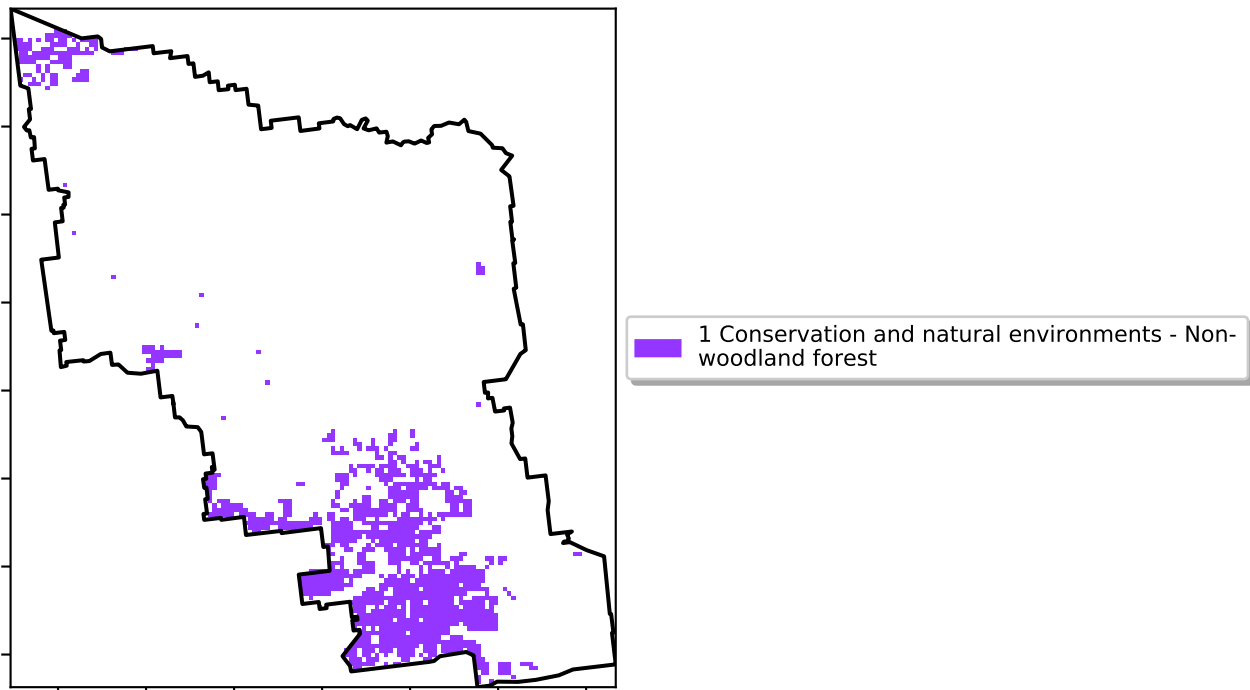 1 Conservation and natural environments - Non-
woodland forest